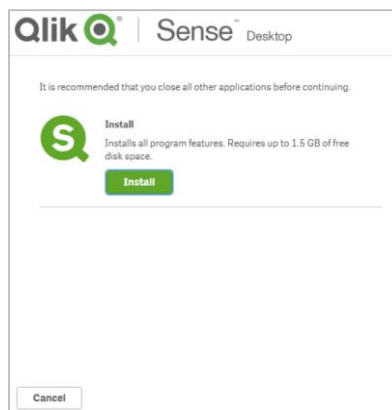 Qlik Q® | Sense™ Desktop
It is recommended that you close all other applications before continuing.
S
Install
Installs all program features. Requires up to 1.5 GB of free
disk space.
Install
Cancel